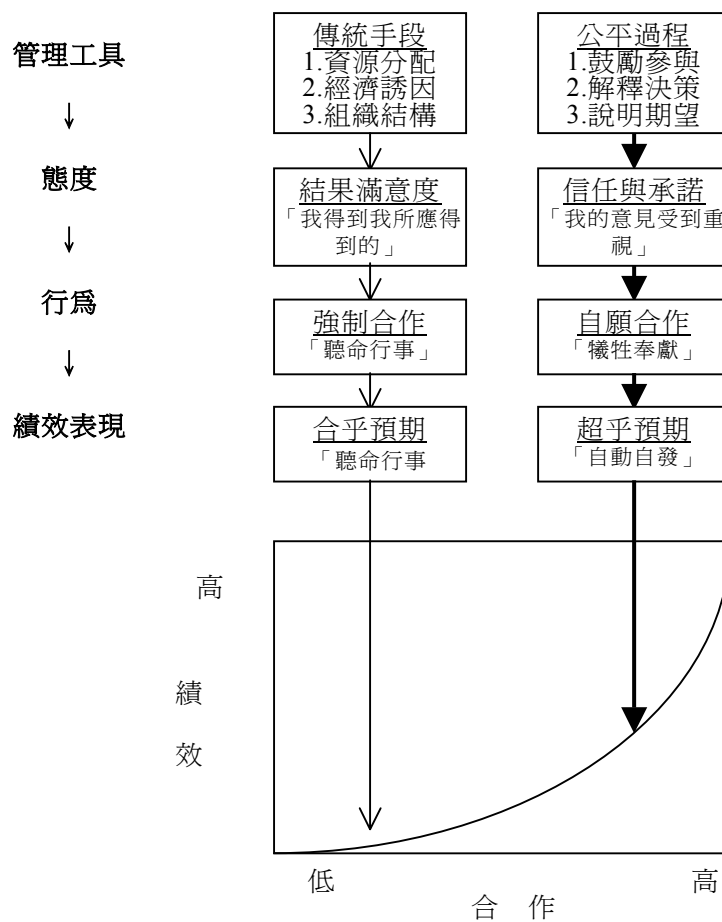 管理工具
↓
態度
↓
行為
↓
績效表現
傳統手段
1.資源分配
2.經濟誘因
3.組織結構
結果滿意度
「我得到我所應得
到的」
強制合作
「聽命行事」
合乎預期
「聽命行事
公平過程
1.鼓勵參與
2.解釋決策
3.說明期望
信任與承諾
「我的意見受到重
視」
自願合作
「犧牲奉獻」
超乎預期
「自動自發」
高
績
效
低
高
合 作